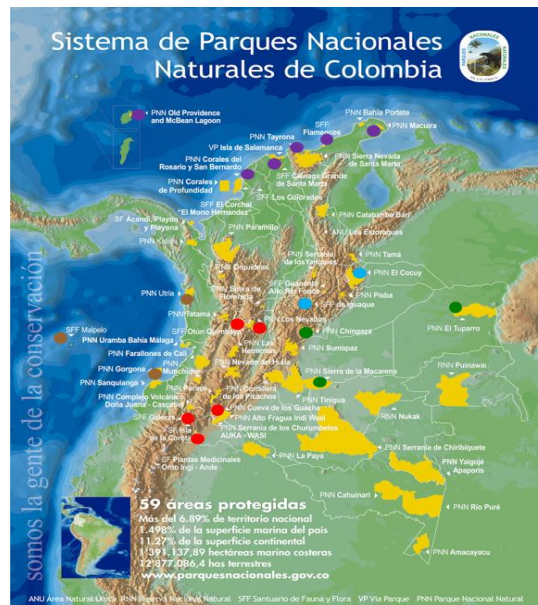 Sistema de Parques Nacionales
Naturales de Colombia
PARQUES NACIONALES NATURALES
DE COLOMBIA
PNN Old Providence
and McBean Lagoon
PNN Bahía Portete
SFF
Flamencos
PNN Macuira
PNN Tayrona
VP Isla de Salamanca
PNN Corales del
Rosario y San Bernardo
PNN Sierra Nevada
de Santa Marta
SFF Ciénaga Grande
de Santa Marta
PNN Corales
de Profundidad
SFF Los Colorados
SFF El Corchal
"El Mono Hernández"
SF Acandí, Playón
y Playona
PNN Paramillo
PNN Catatumbo Barí
ANU Los Estoraques
PNN Katíos
PNN Tamá
PNN Orquídeas
PNN Serranía
de los Yariguíes
PNN El Cocuy
PNN Utría
PNN Selva de
Florencia
SFF Guanentá
Alto Río Fonce
PNN Pisba
SFF de Iguaque
PNN Tatamá
PNN Los Nevados
SFF Malpelo
SFF Otún Quimbaya
PNN Chingaza
PNN El Tuparro
PNN Uramba Bahía Málaga
PNN Las
Hermosas
PNN Sumapaz
PNN Farallones de Cali
PNN Nevado del Huila
PNN
Munchique
PNN Gorgona
PNN Sierra de la Macarena
RNN Puinawai
PNN Sanquianga
PNN Puracé
PNN Cordillera
de los Picachos
PNN Tinigua
PNN Complejo Volcánico
Doña Juana - Cascabel
PNN Cueva de los Guácharos
RNN Nukak
SFF Galeras
PNN Alto Fragua Indi Wasi
SF Isla
de la Corota
PNN Serranía de los Churumbelos
AUKA - WASI
PNN Serranía de Chiribiquete
SF Plantas Medicinales
Orito Ingi - Ande
PNN La Paya
PNN Yaigojé
Apaporis
PNN Cahuinarí
PNN Río Puré
PNN Amacayacu
somos la gente de la conservación
59 áreas protegidas
Más del 6.89% de territorio nacional
1.498% de la superficie marina del país
11.27% de la superficie continental
1'391.137,89 hectáreas marino costeras
12'877.086,4 has terrestres
www.parquesnacionales.gov.co
ANU Área Natural Única RNN Reserva Nacional Natural SFF Santuario de Fauna y Flora VP Vía Parque PNN Parque Nacional Natural